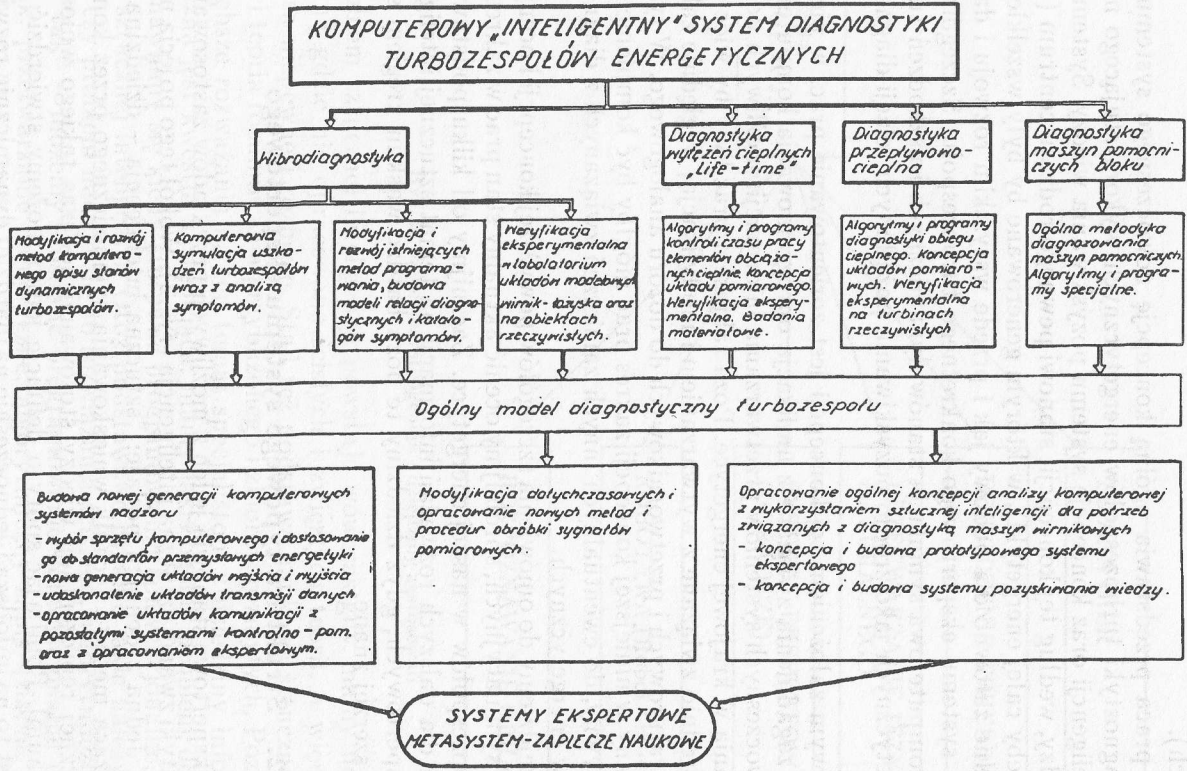 KOMPUTEROWY „INTELIGENTNY" SYSTEM DIAGNOSTYKI
TURBOZESPOŁÓW ENERGETYCZNYCH
Wibrodiagnostyka
Diagnostyka
wytężeń cieplnych
„Life-time"
Diagnostyka
przepływowo-
cieplna
Diagnostyka
maszyn pomocni-
czych bloku
Modyfikacja i rozwój
metod komputero-
wego opisu stanów
dynamicznych
turbozespołów.
Komputerowa
symulacja uszko-
dzeń turbozespołów
wraz z analizą
symptomów.
Modyfikacja i
rozwój istniejących
metod programo-
wania, budowa
modeli relacji diagno-
stycznych i katalo-
gów symptomów.
Weryfikacja
eksperymentalna
w labolatorium
układów modelowych
wirnik-łożyska oraz
na obiektach
rzeczywistych.
Algorytmy i programy
kontroli czasu pracy
elementów obciąża-
nych cieplnie. Koncepcja
układu pomiarowego.
Weryfikacja ekspery-
mentalna. Badania
materiałowe.
Algorytmy i programy
diagnostyki obiegu
cieplnego. Koncepcja
układów pomiaro-
wych. Weryfikacja
eksperymentalna
na turbinach
rzeczywistych
Ogólna metodyka
diagnozowania
maszyn pomocniczych.
Algorytmy i progra-
my specjalne.
Ogólny model diagnostyczny turbozespołu
Budowa nowej generacji komputerowych
systemów nadzoru
- wybór sprzętu komputerowego i dostosowanie
go do standardów przemysłowych energetyki
- nowa generacja układów wejścia i wyjścia
- udoskonalenie układów transmisji danych
- opracowanie układów komunikacji z
pozostałymi systemami kontrolno-pom.
oraz z opracowaniem ekspertowym.
Modyfikacja dotychczasowych i
opracowanie nowych metod i
procedur obróbki sygnałów
pomiarowych.
Opracowanie ogólnej koncepcji analizy komputerowej
z wykorzystaniem sztucznej inteligencji dla potrzeb
związanych z diagnostyką maszyn wirnikowych
- koncepcja i budowa prototypowego systemu
ekspertowego
- koncepcja i budowa systemu pozyskiwania wiedzy.
SYSTEMY EKSPERTOWE
METASYSTEM-ZAPLECZE NAUKOWE